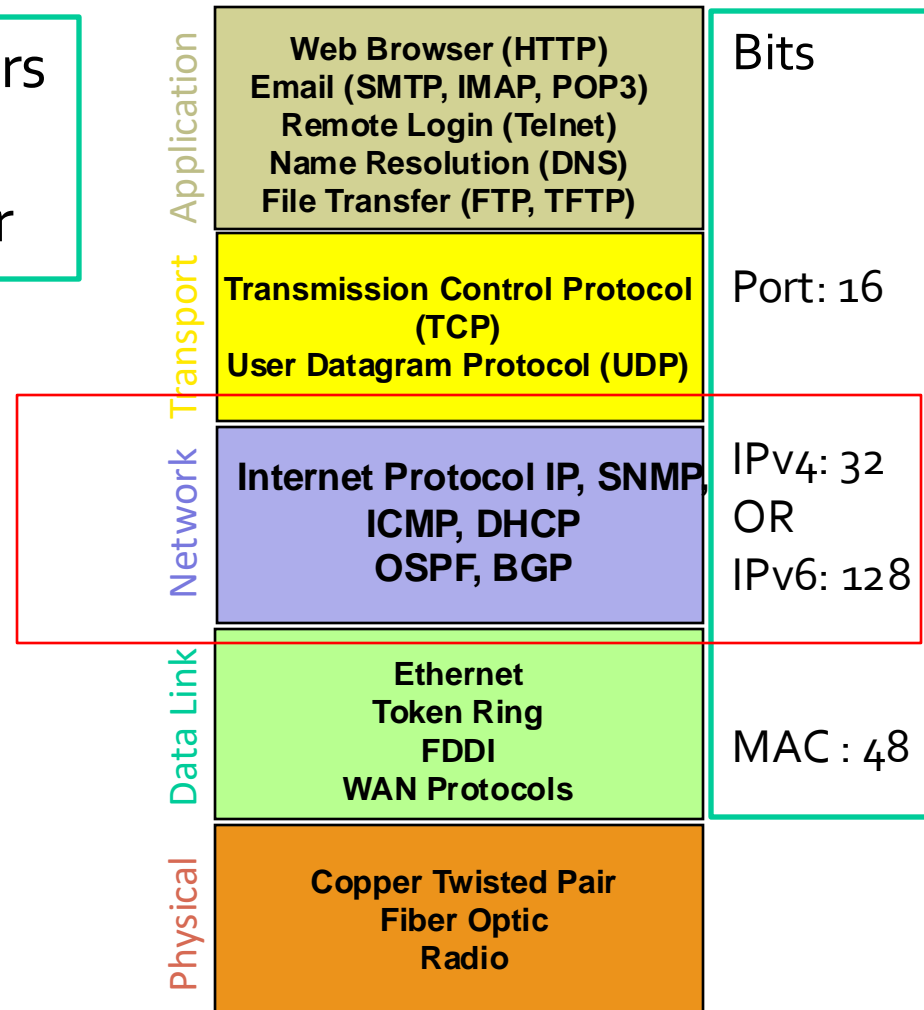 rs
r
Application
Web Browser (HTTP)
Email (SMTP, IMAP, POP3)
Remote Login (Telnet)
Name Resolution (DNS)
File Transfer (FTP, TFTP)
Bits
Transport
Transmission Control Protocol
(TCP)
User Datagram Protocol (UDP)
Port: 16
Network
Internet Protocol IP, SNMP,
ICMP, DHCP
OSPF, BGP
IPv4: 32
OR
IPv6: 128
Data Link
Ethernet
Token Ring
FDDI
WAN Protocols
MAC : 48
Physical
Copper Twisted Pair
Fiber Optic
Radio